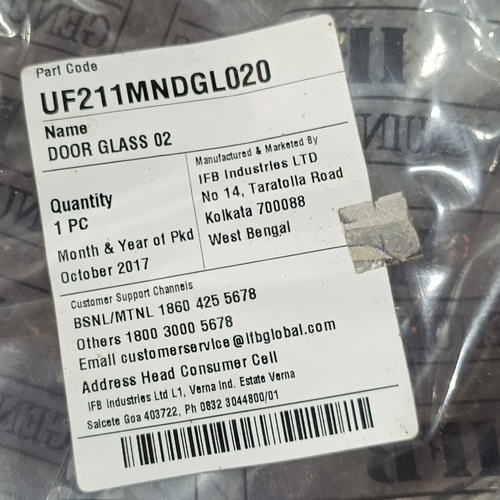 Part Code
UF211MNDGL020
Name
DOOR GLASS 02
Quantity
1 PC
Month & Year of Pkd
October 2017
Manufactured & Marketed By
IFB Industries LTD
No 14, Taratolla Road
Kolkata 700088
West Bengal
Customer Support Channels
BSNL/MTNL 1860 425 5678
Others 1800 3000 5678
Email customerservice@ifbglobal.com
Address Head Consumer Cell
IFB Industries Ltd L1, Verna Ind. Estate Verna
Salcete Goa 403722, Ph 0832 3044800/01